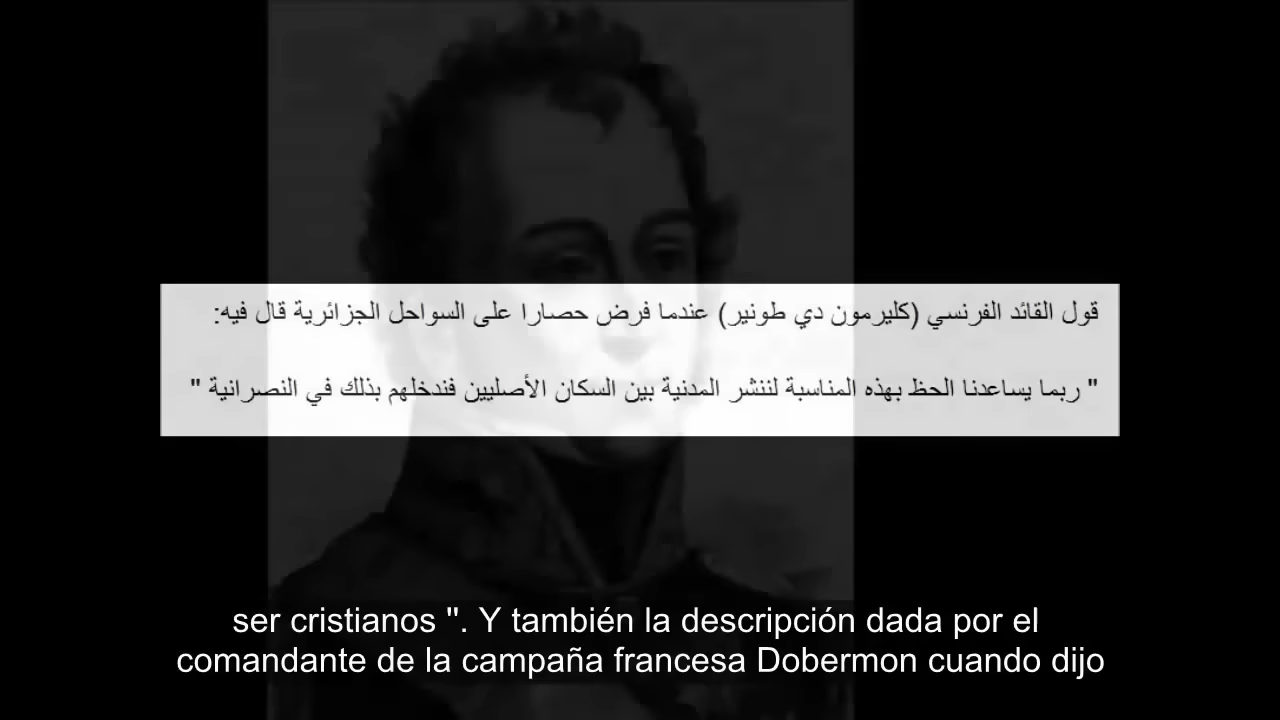 قول القائد الفرنسي (كليرمون دي طونير) عندما فرض حصارا على السواحل الجزائرية قال فيه:
" ربما يساعدنا الحظ بهذه المناسبة لننشر المدنية بين السكان الأصليين فندخلهم بذلك في النصرانية "
ser cristianos ". Y también la descripción dada por el
comandante de la campaña francesa Dobermon cuando dijo